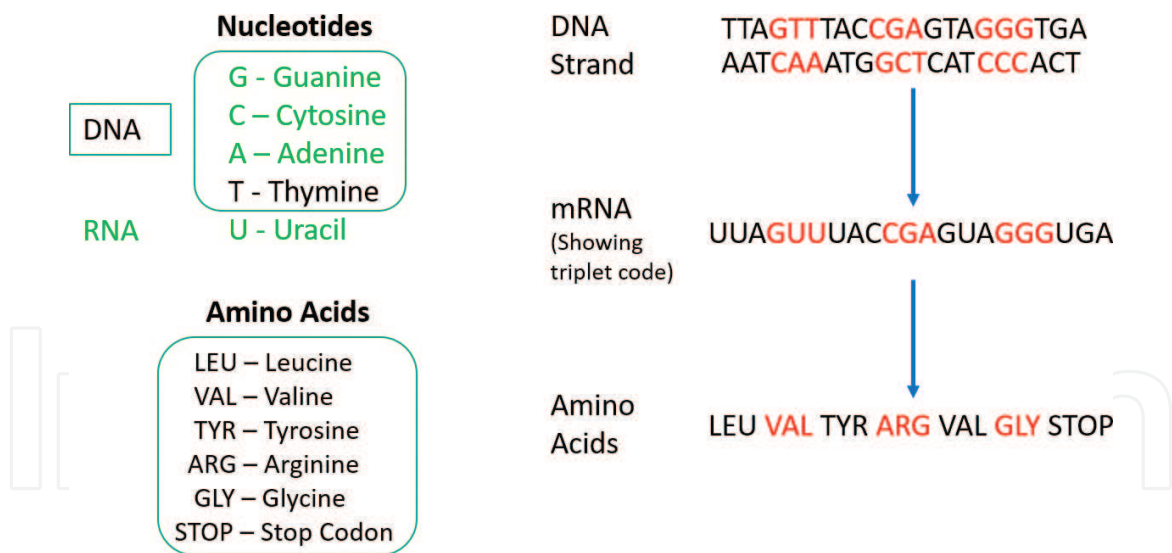 Nucleotides
DNA
G - Guanine
C – Cytosine
A – Adenine
T - Thymine
RNA
U - Uracil
Amino Acids
LEU – Leucine
VAL – Valine
TYR – Tyrosine
ARG – Arginine
GLY – Glycine
STOP – Stop Codon
DNA
Strand
TTAGTTTACCGAGTAGGGTGA
AATCAAATGGCTCATCCCACT
mRNA
(Showing
triplet code)
UUAGUUUACCGAGUAGGGUGA
Amino
Acids
LEU VAL TYR ARG VAL GLY STOP